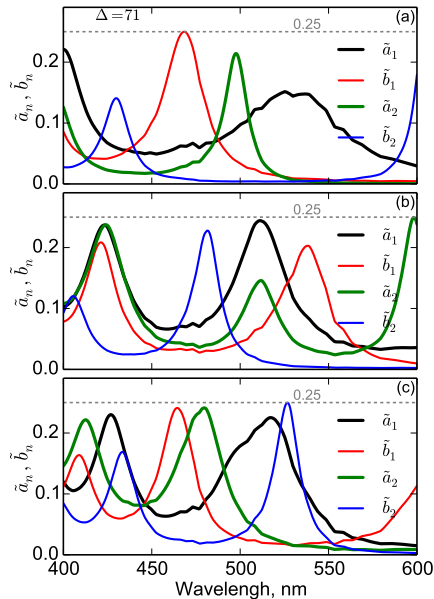 Δ=71
(a)
0.25
ã₁
b̃₁
ã₂
b̃₂
0.2
0.1
0.0
ãₙ, b̃ₙ
(b)
0.25
ã₁
b̃₁
ã₂
b̃₂
0.2
0.1
0.0
ãₙ, b̃ₙ
(c)
0.25
ã₁
b̃₁
ã₂
b̃₂
0.2
0.1
0.0
ãₙ, b̃ₙ
400 450 500 550 600
Wavelengh, nm